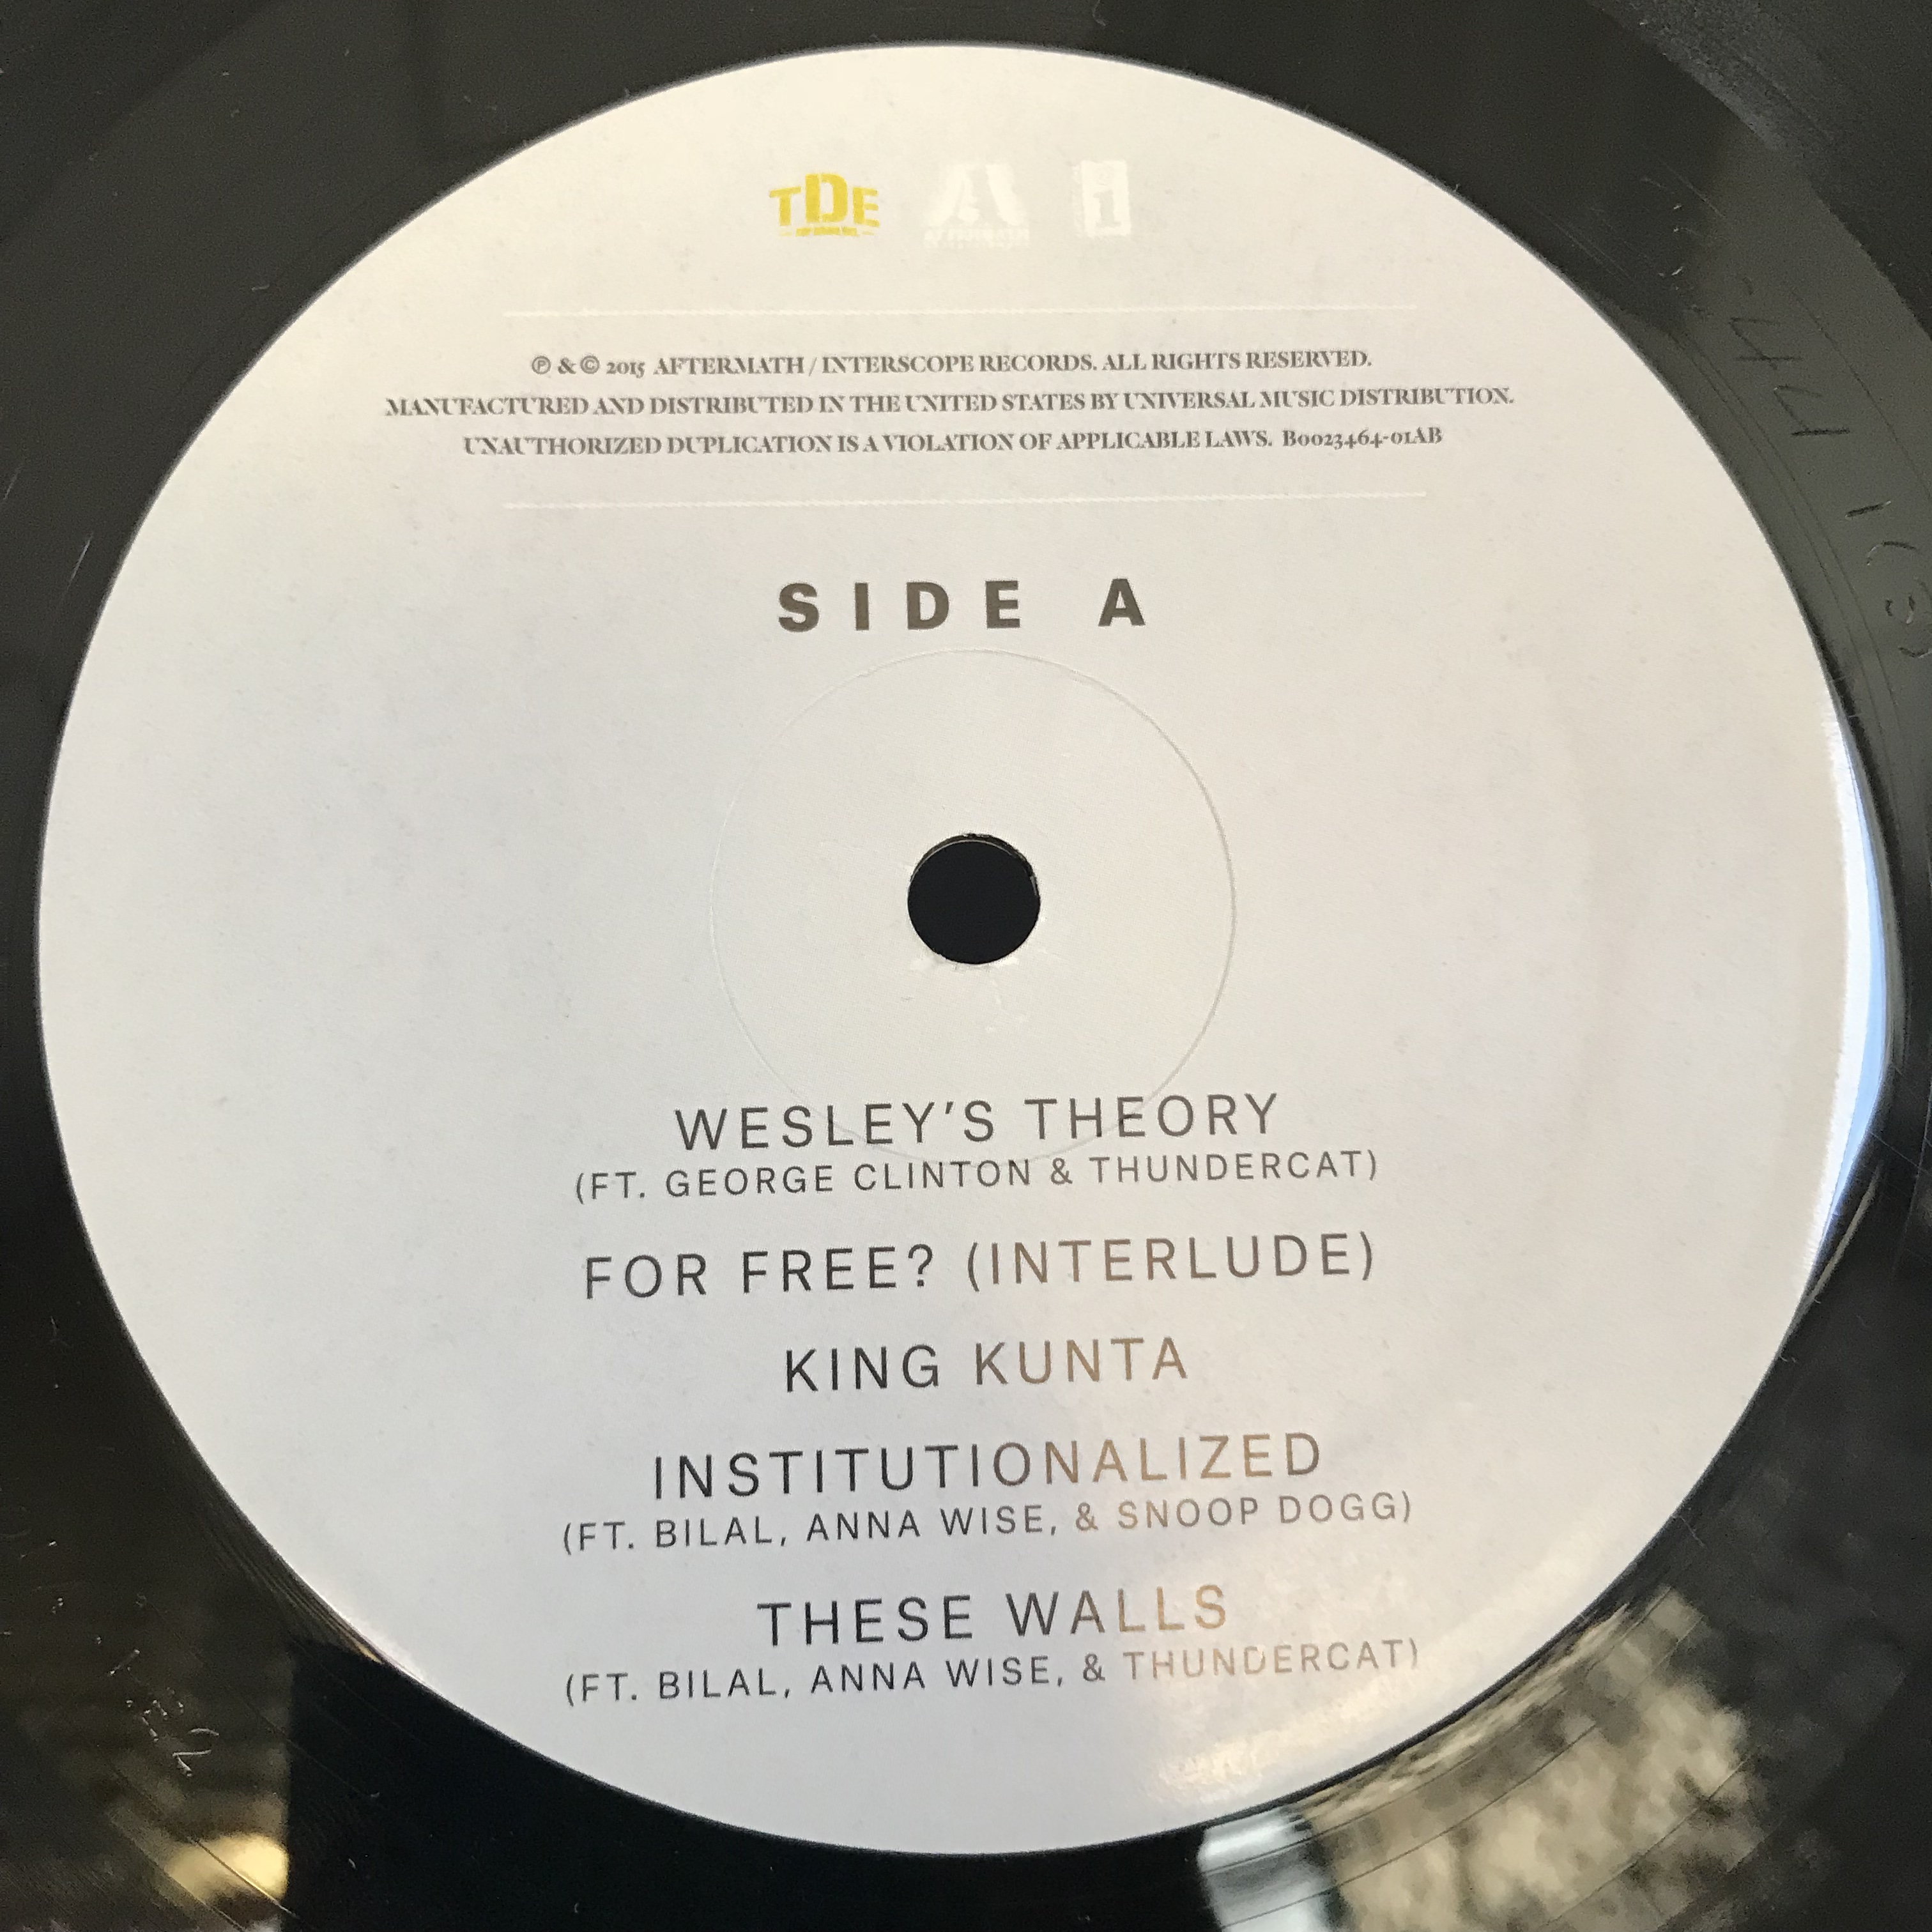 TDE
AFTERMATH
i
℗ & © 2015 AFTERMATH / INTERSCOPE RECORDS. ALL RIGHTS RESERVED.
MANUFACTURED AND DISTRIBUTED IN THE UNITED STATES BY UNIVERSAL MUSIC DISTRIBUTION.
UNAUTHORIZED DUPLICATION IS A VIOLATION OF APPLICABLE LAWS. B0023464-01AB
SIDE A
WESLEY'S THEORY
(FT. GEORGE CLINTON & THUNDERCAT)
FOR FREE? (INTERLUDE)
KING KUNTA
INSTITUTIONALIZED
(FT. BILAL, ANNA WISE, & SNOOP DOGG)
THESE WALLS
(FT. BILAL, ANNA WISE, & THUNDERCAT)